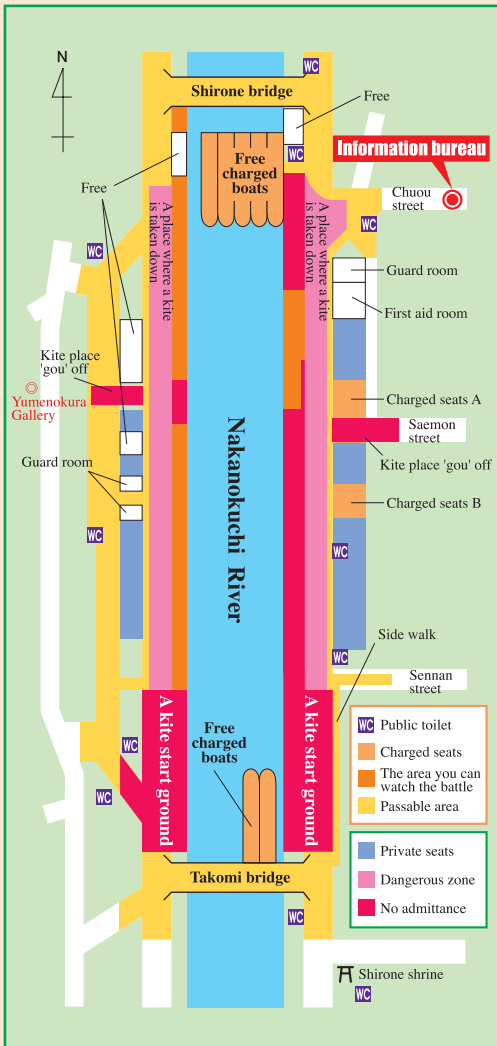 N
WC
Shirone bridge
Free
WC
Free
charged
boats
Information bureau
Chuou
street
Free
A place where a kite
is taken down
A place where a kite
is taken down
WC
WC
Guard room
First aid room
Kite place
'gou' off
Yumenokura
Gallery
Charged seats A
Saemon
street
Kite place 'gou' off
Nakanokuchi River
Guard room
Charged seats B
WC
WC
WC
Side walk
Sennan
street
A kite start ground
A kite start ground
Free
charged
boats
WC
WC
WC Public toilet
Charged seats
The area you can
watch the battle
Passable area
Private seats
Dangerous zone
No admittance
Takomi bridge
WC
Shirone shrine
WC